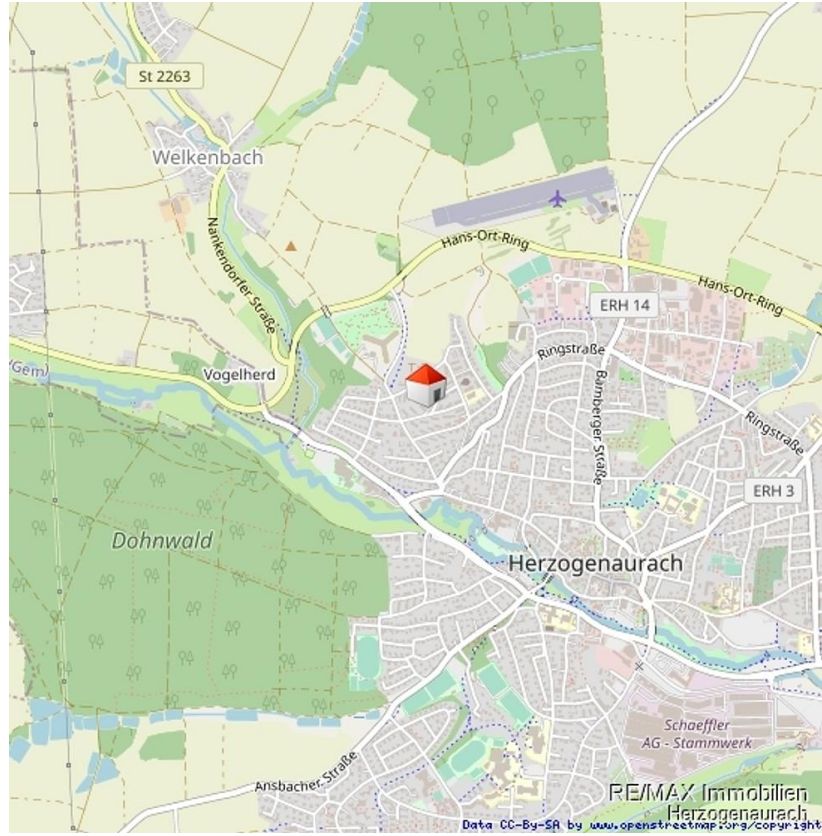 St 2263
Welkenbach
Hans-Ort-Ring
Nankendorfer Straße
Hans-Ort-Ring
ERH 14
Ringstraße
(Gem)
Vogelherd
Bamberger Straße
Ringstraße
ERH 3
Dohnwald
Herzogenaurach
Schaeffler
AG - Stammwerk
Ansbacher Straße
RE/MAX Immobilien
Herzogenaurach
Data CC-By-SA by www.openstreetmap.org/copyright